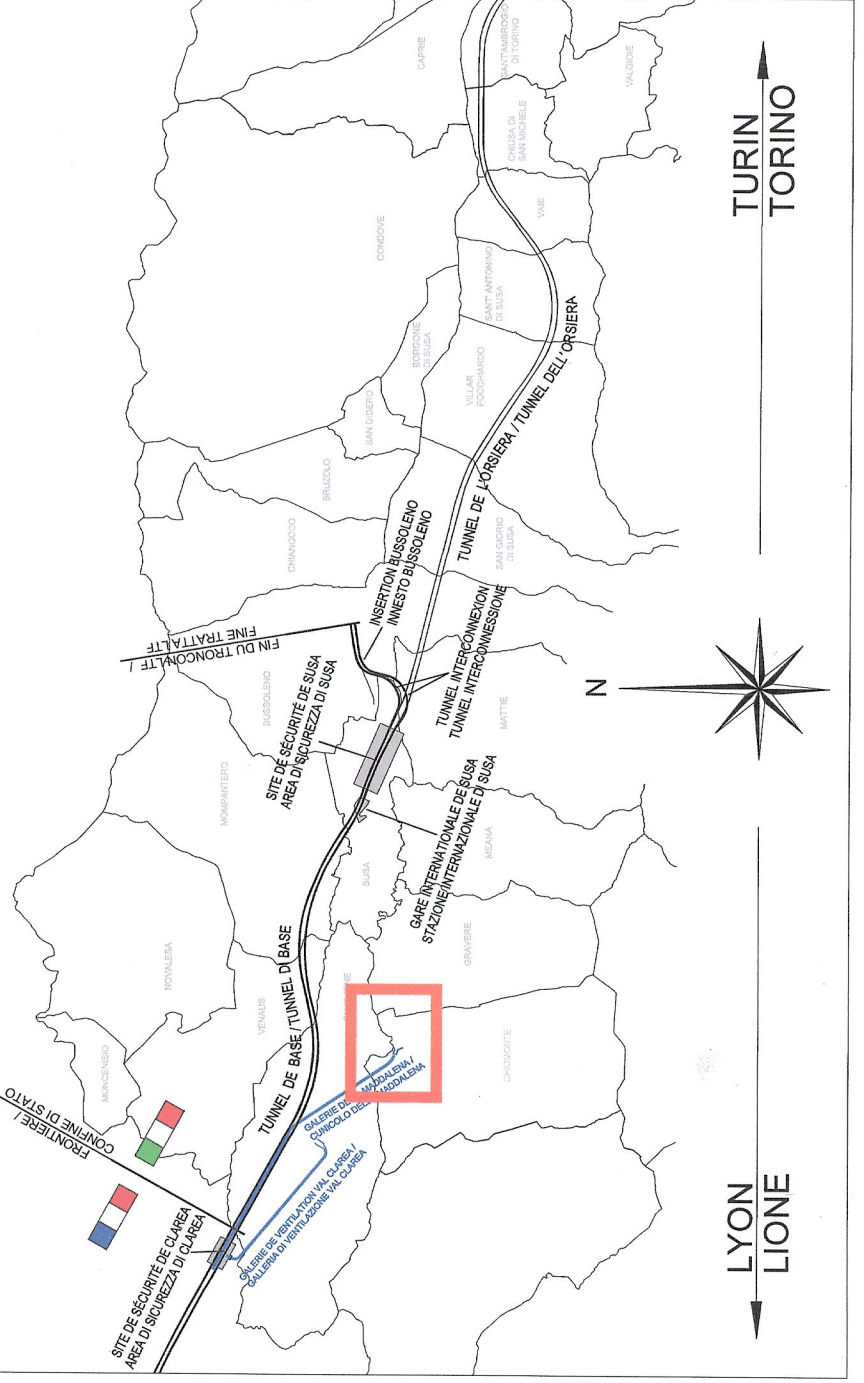 SITE DE SÉCURITÉ DE CLAREA
AREA DI SICUREZZA DI CLAREA
FRONTIERE /
CONFINE DI STATO
MONCENISIO
NOVALESA
VENAUS
TUNNEL DE BASE / TUNNEL DI BASE
GALERIE DE VENTILATION VAL CLAREA /
GALLERIA DI VENTILAZIONE VAL CLAREA
GALERIE DE MADDALENA /
CUNICOLO DELL MADDALENA
CHIOMONTE
GRAVERE
MOMPANTERO
SUSA
MEANA
GARE INTERNATIONALE DE SUSA
STAZIONE INTERNAZIONALE DI SUSA
SITE DE SÉCURITÉ DE SUSA
AREA DI SICUREZZA DI SUSA
BUSSOLENO
FIN DU TRONCON LTF /
FINE TRATTA LTF
INSERTION BUSSOLENO
INNESTO BUSSOLENO
TUNNEL INTERCONNEXION
TUNNEL INTERCONNESSIONE
MATTIE
CHIANOCCO
BRUZOLO
SAN DIDERO
BORGONE
DI SUSA
SAN GIORIO
DI SUSA
TUNNEL DE L'ORSIERA / TUNNEL DELL'ORSIERA
VILLAR
FOCCHIARDO
SANT' ANTONINO
DI SUSA
CONDOVE
VAIE
CHIUSA DI
SAN MICHELE
CAPRIE
SANT'AMBROGIO
DI TORINO
VALGIOIE
LYON
LIONE
N
TURIN
TORINO